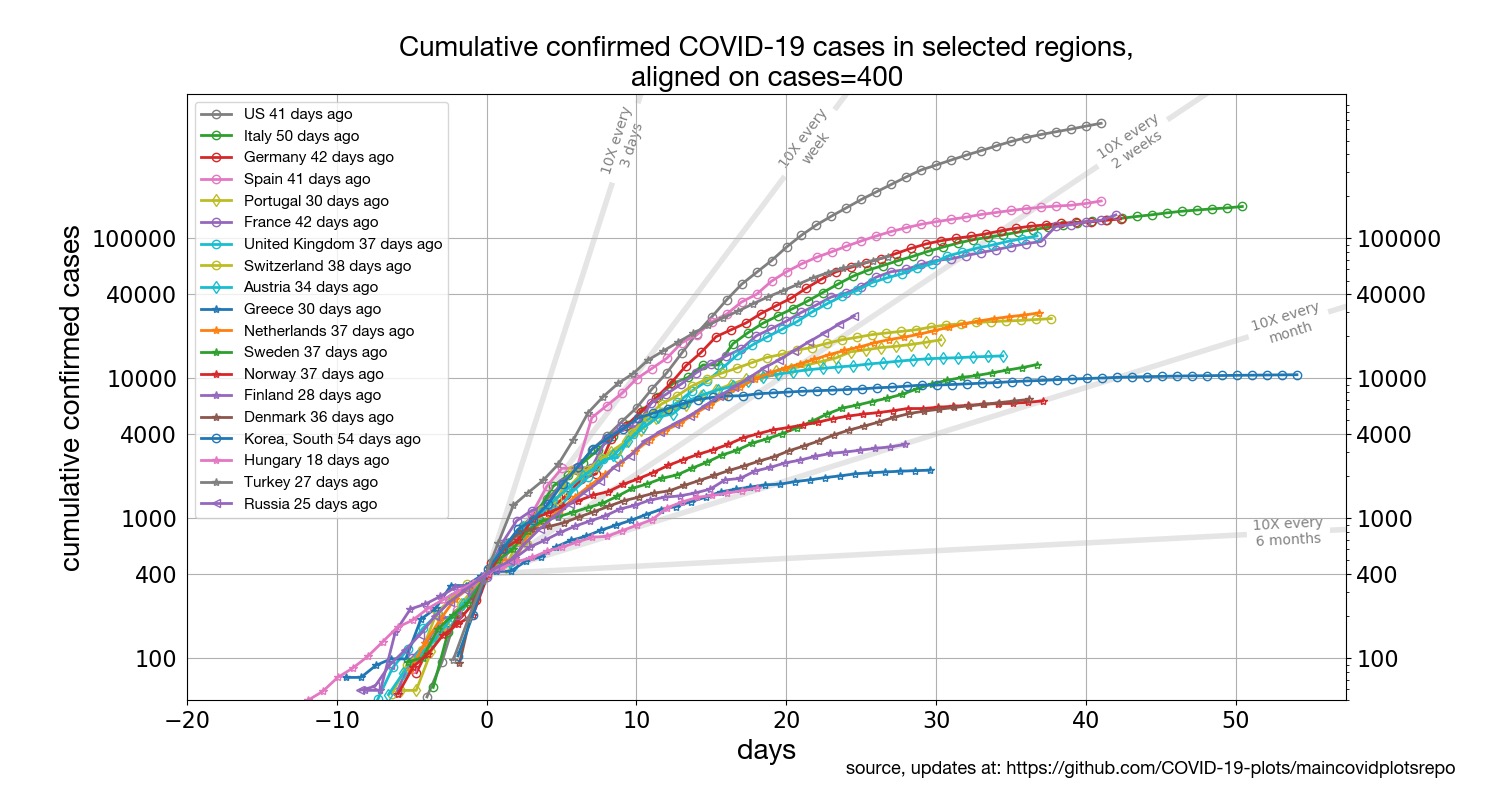 Cumulative confirmed COVID-19 cases in selected regions,
aligned on cases=400
US 41 days ago
Italy 50 days ago
Germany 42 days ago
Spain 41 days ago
Portugal 30 days ago
France 42 days ago
United Kingdom 37 days ago
Switzerland 38 days ago
Austria 34 days ago
Greece 30 days ago
Netherlands 37 days ago
Sweden 37 days ago
Norway 37 days ago
Finland 28 days ago
Denmark 36 days ago
Korea, South 54 days ago
Hungary 18 days ago
Turkey 27 days ago
Russia 25 days ago
10X every
3 days
10X every
week
10X every
2 weeks
10X every
month
10X every
6 months
cumulative confirmed cases
100000
40000
10000
4000
1000
400
100
100000
40000
10000
4000
1000
400
100
−20
−10
0
10
20
30
40
50
days
source, updates at: https://github.com/COVID-19-plots/maincovidplotsrepo